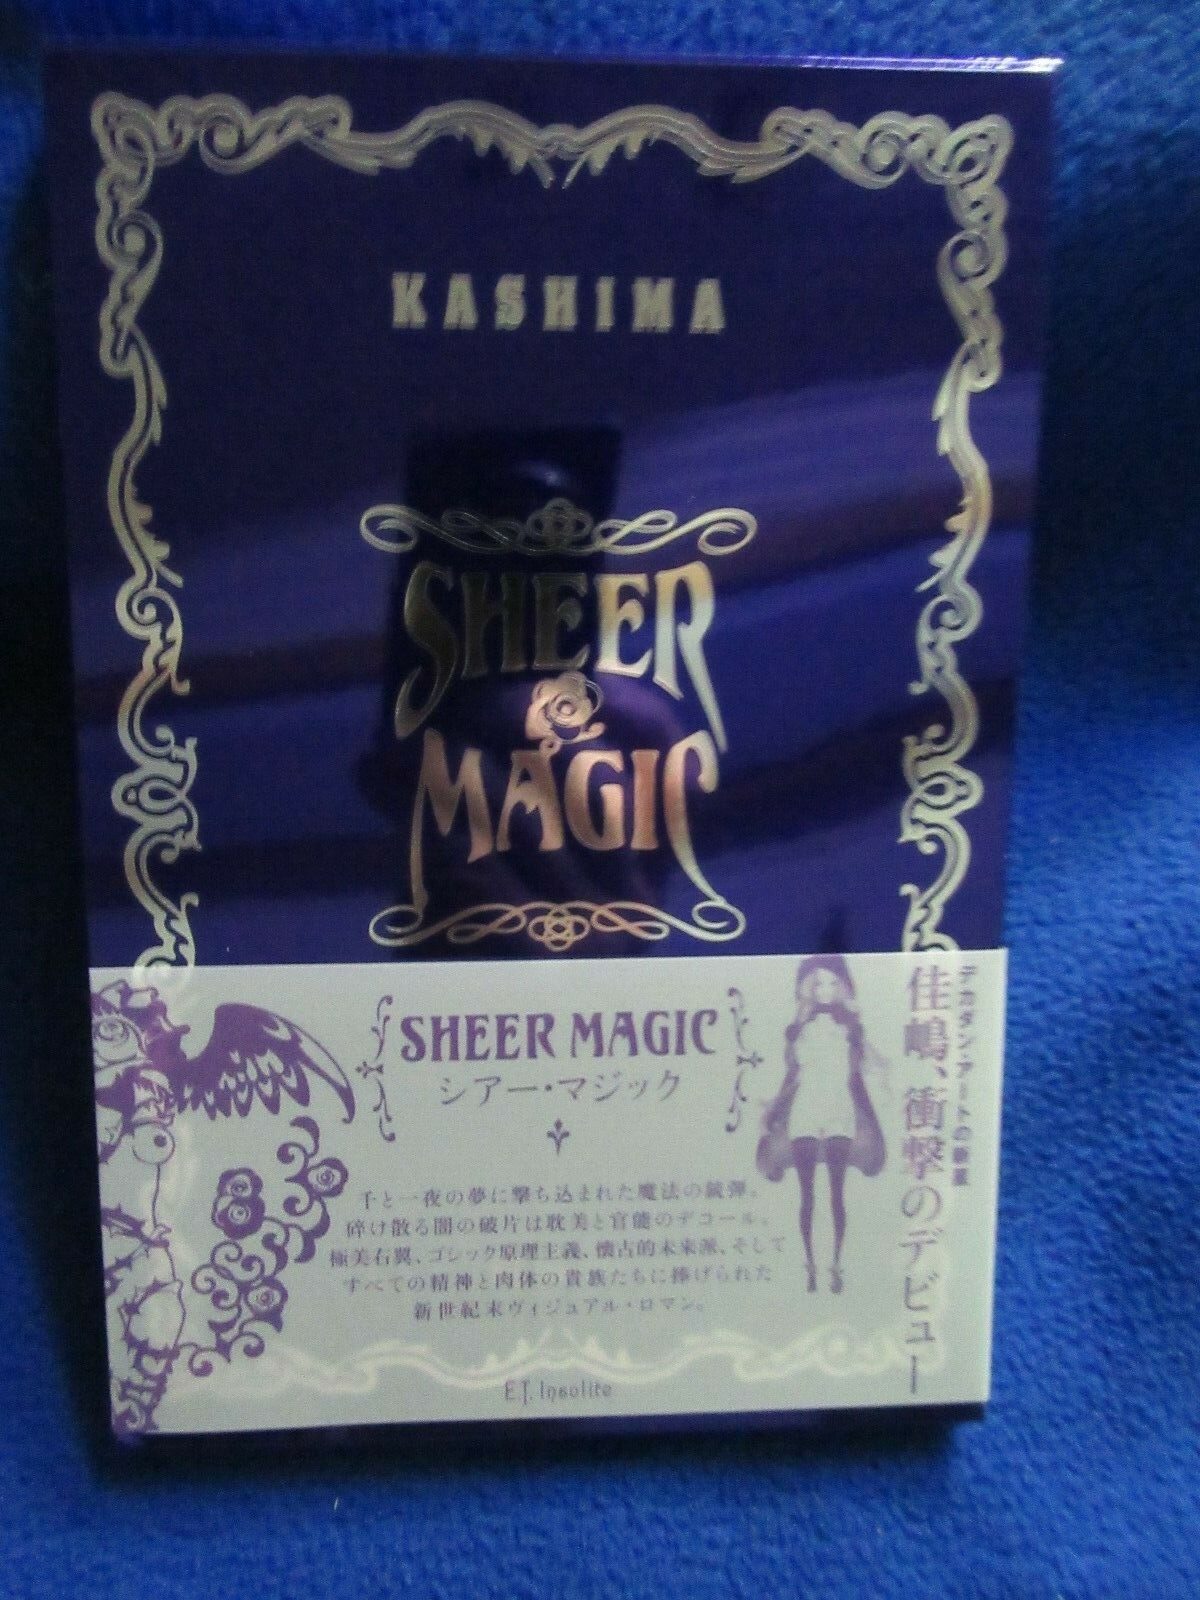 KASHIMA
SHEER
MAGIC
SHEER MAGIC
シアー・マジック
千と一夜の夢に撃ち込まれた魔法の銃弾。
砕け散る闇の破片は耽美と官能のデコール。
極美右翼、ゴシック原理主義、懐古的未来派、そして
すべての精神と肉体の貴族たちに捧げられた
新世紀末ヴィジュアル・ロマン。
E.T. Insolite
デカダン・アートの新星
佳嶋、衝撃のデビュー